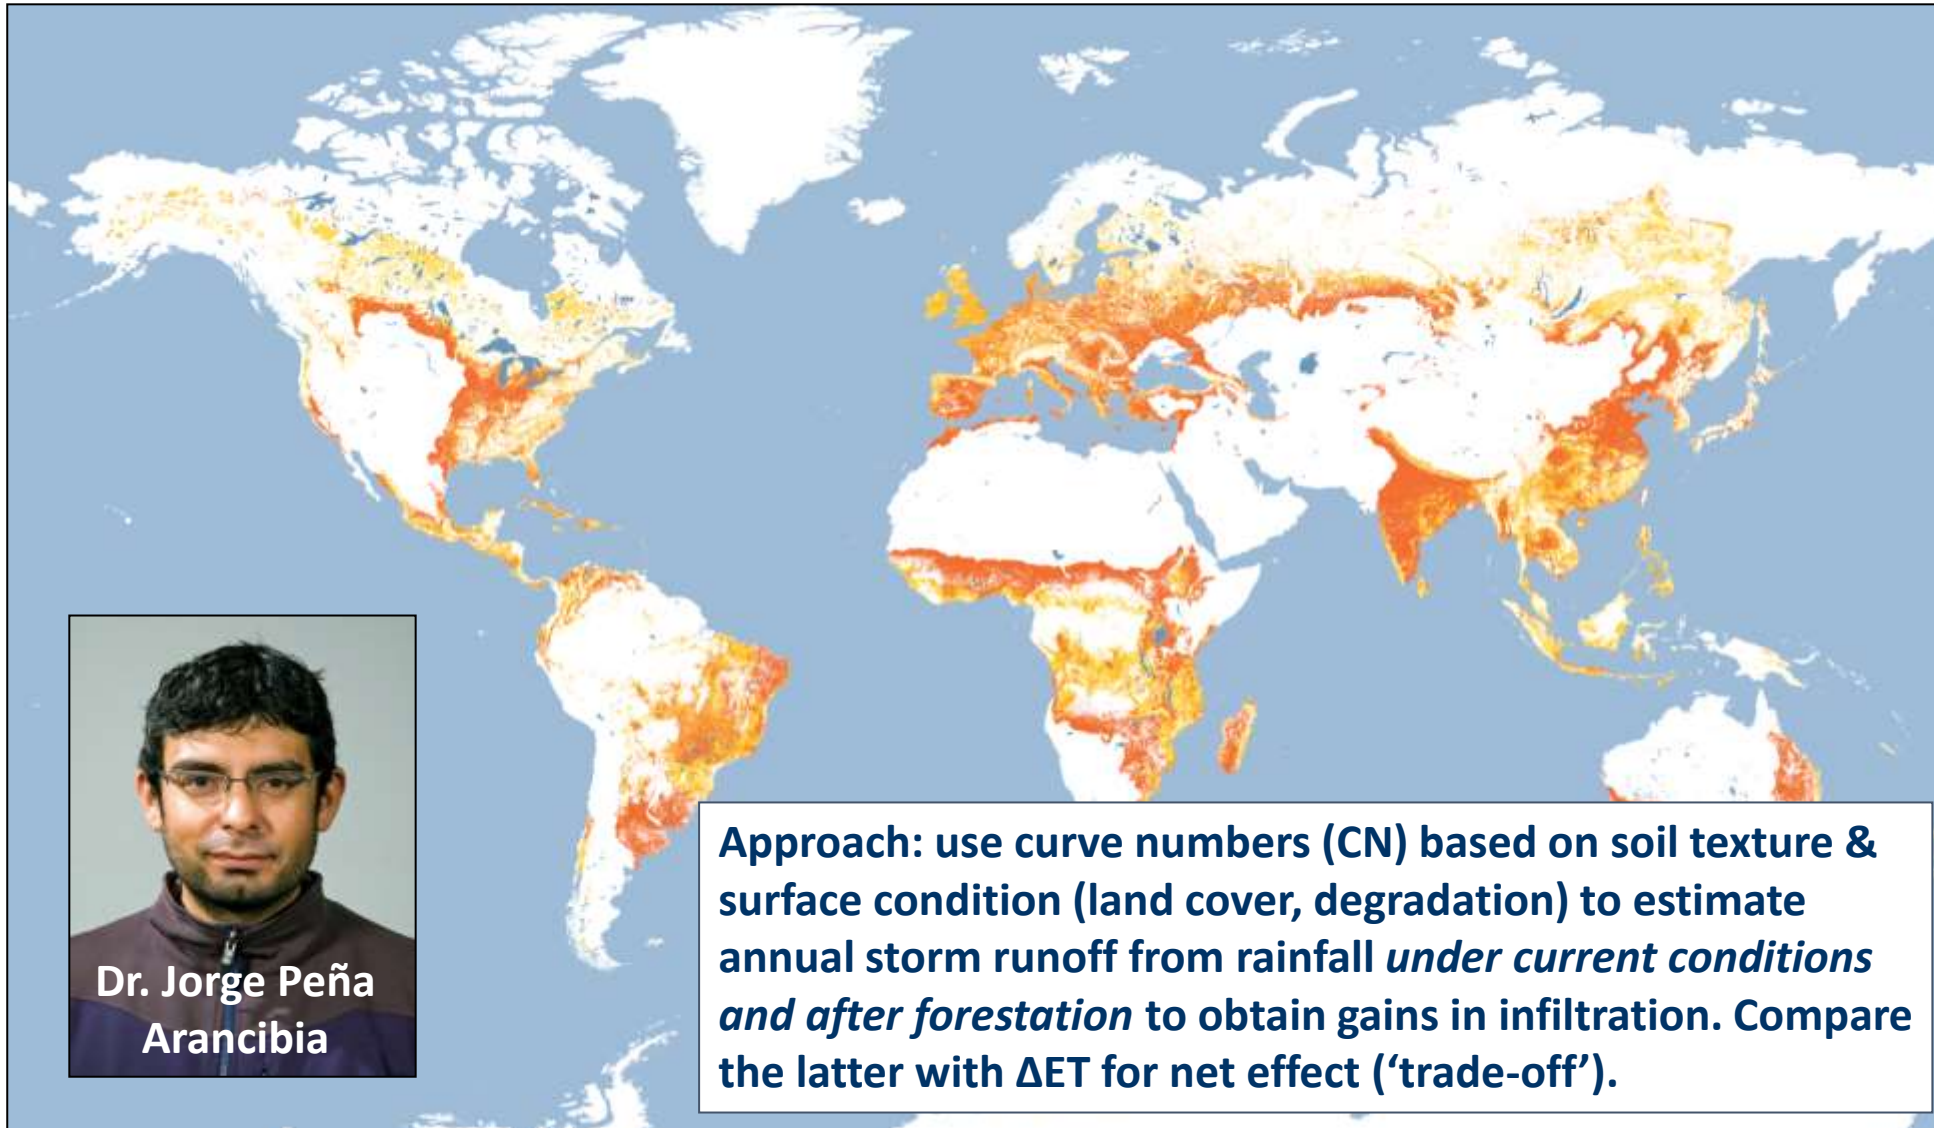 Dr. Jorge Peña
Arancibia
Approach: use curve numbers (CN) based on soil texture &
surface condition (land cover, degradation) to estimate
annual storm runoff from rainfall under current conditions
and after forestation to obtain gains in infiltration. Compare
the latter with ΔET for net effect (‘trade-off’).